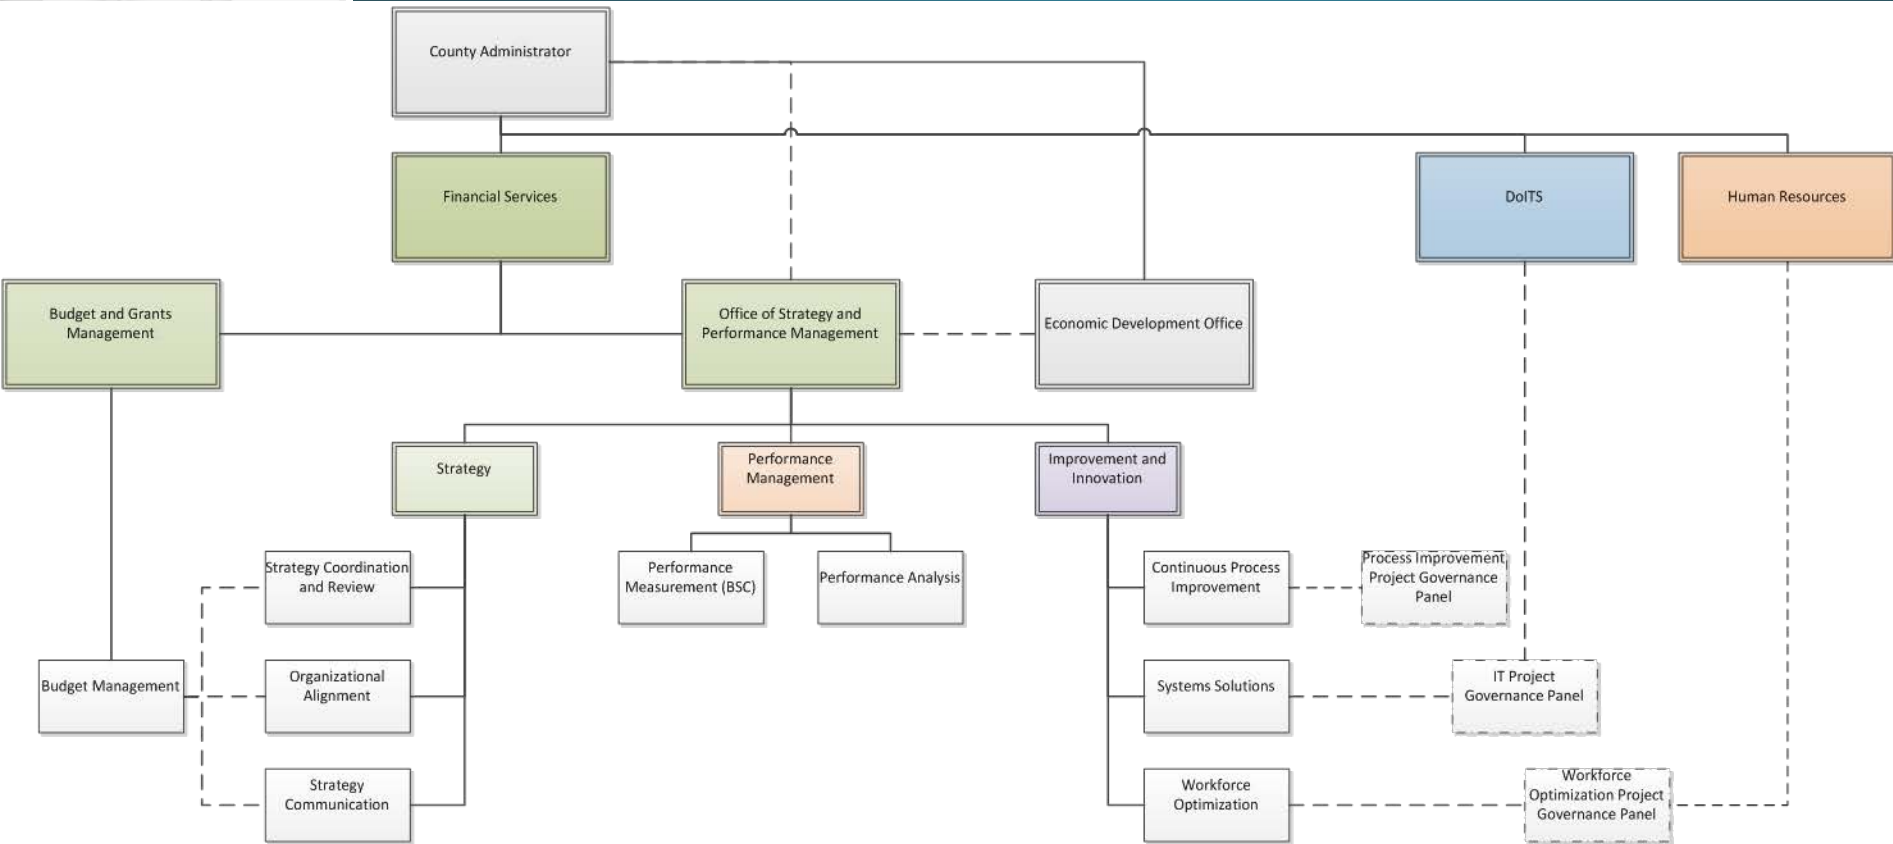 County Administrator
Financial Services
DoITS
Human Resources
Budget and Grants
Management
Office of Strategy and
Performance Management
Economic Development Office
Strategy
Performance
Management
Improvement and
Innovation
Strategy Coordination
and Review
Performance
Measurement (BSC)
Performance Analysis
Continuous Process
Improvement
Process Improvement
Project Governance
Panel
Budget Management
Organizational
Alignment
Systems Solutions
IT Project
Governance Panel
Strategy
Communication
Workforce
Optimization
Workforce
Optimization Project
Governance Panel